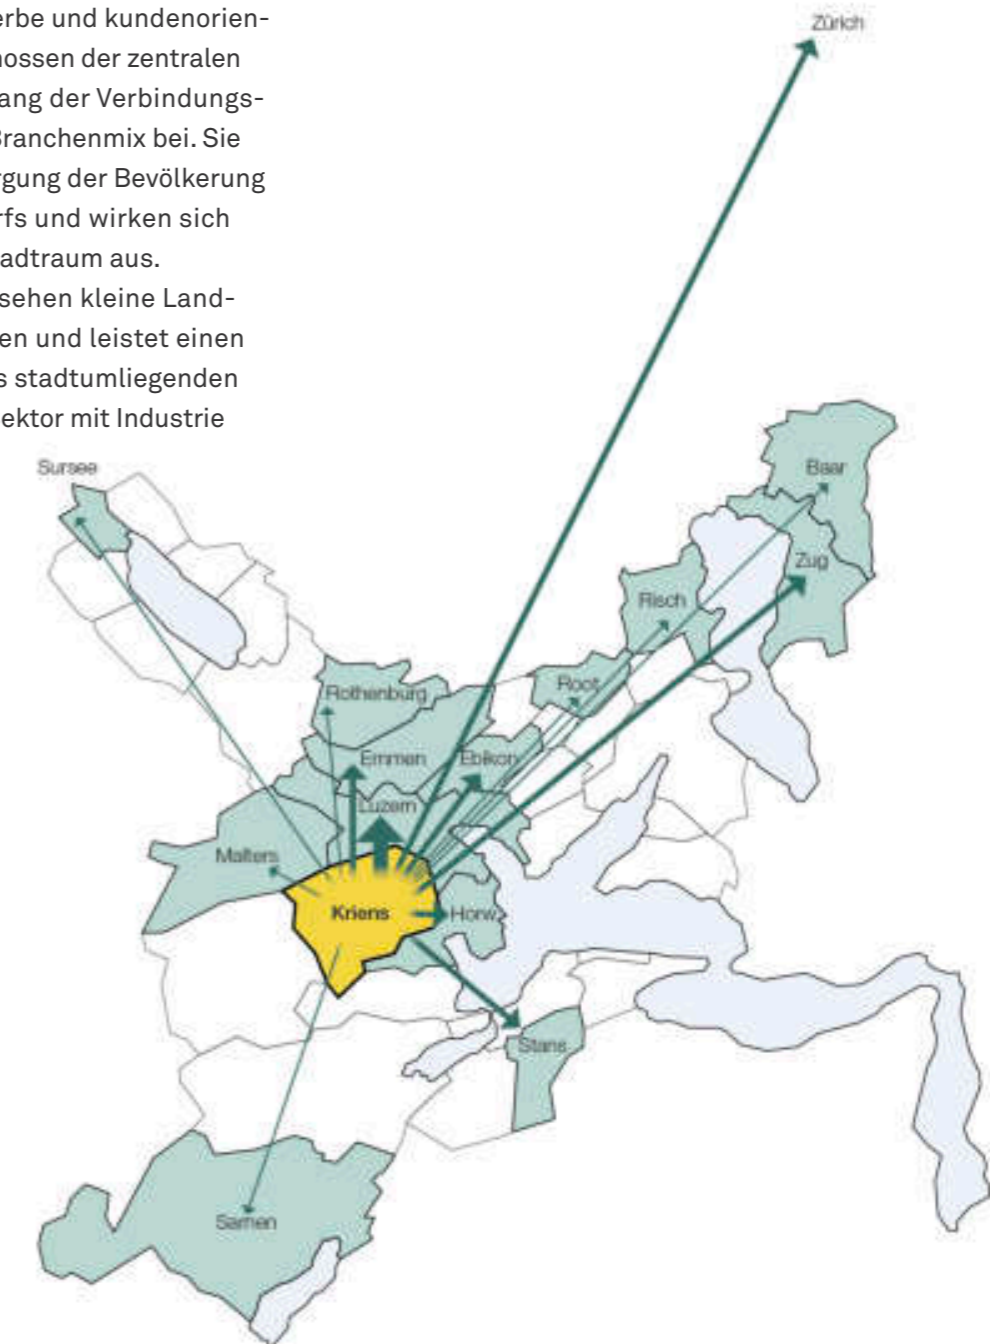 erbe und kundenorien-
nossen der zentralen
ang der Verbindungs-
Branchenmix bei. Sie
rgung der Bevölkerung
rfs und wirken sich
adtraum aus.
sehen kleine Land-
en und leistet einen
s stadtumliegenden
ektor mit Industrie
Zürich
Sursee
Baar
Zug
Risch
Root
Rothenburg
Emmen
Ebikon
Luzern
Malters
Kriens
Horw
Stans
Sarnen